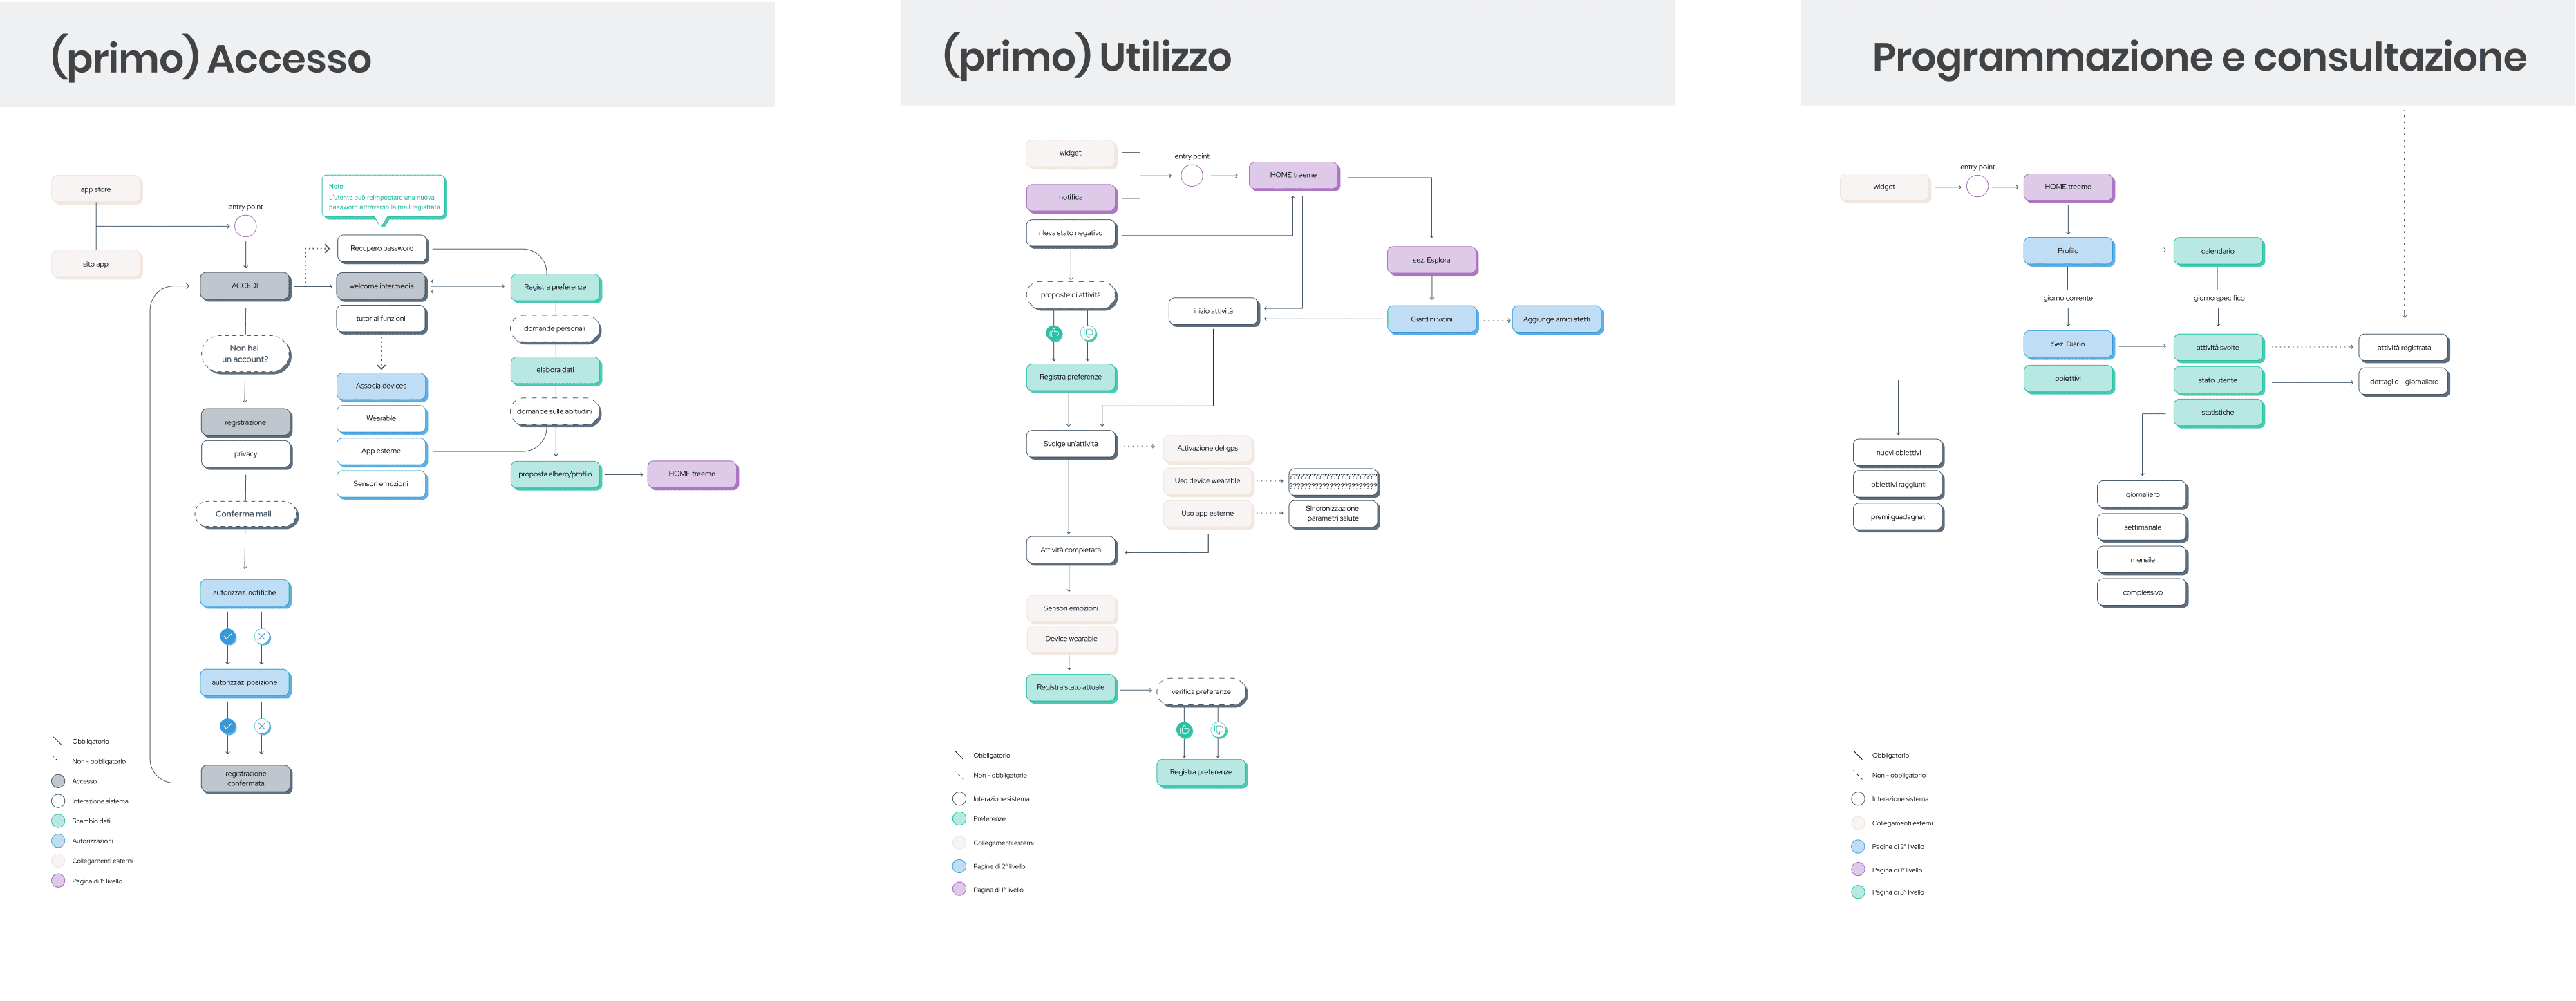 (primo) Accesso
app store
sito app
entry point
Note
L'utente può reimpostare una nuova
password attraverso la mail registrata
Recupero password
ACCEDI
welcome intermedia
tutorial funzioni
Registra preferenze
Non hai
un account?
domande personali
elabora dati
domande sulle abitudini
proposta albero/profilo
HOME treeme
Associa devices
Wearable
App esterne
Sensori emozioni
registrazione
privacy
Conferma mail
autorizzaz. notifiche
autorizzaz. posizione
registrazione
confermata
Obbligatorio
Non - obbligatorio
Accesso
Interazione sistema
Scambio dati
Autorizzazioni
Collegamenti esterni
Pagina di 1° livello
(primo) Utilizzo
widget
notifica
rileva stato negativo
entry point
HOME treeme
sez. Esplora
proposte di attività
inizio attività
Giardini vicini
Aggiunge amici stetti
Registra preferenze
Svolge un'attività
Attivazione del gps
Uso device wearable
Uso app esterne
????????????????????????
????????????????????????
Sincronizzazione
parametri salute
Attività completata
Sensori emozioni
Device wearable
Registra stato attuale
verifica preferenze
Registra preferenze
Obbligatorio
Non - obbligatorio
Interazione sistema
Preferenze
Collegamenti esterni
Pagine di 2° livello
Pagina di 1° livello
Programmazione e consultazione
widget
entry point
HOME treeme
Profilo
calendario
giorno corrente
giorno specifico
Sez. Diario
obiettivi
attività svolte
stato utente
statistiche
attività registrata
dettaglio - giornaliero
nuovi obiettivi
obiettivi raggiunti
premi guadagnati
giornaliero
settimanale
mensile
complessivo
Obbligatorio
Non - obbligatorio
Interazione sistema
Collegamenti esterni
Pagine di 2° livello
Pagina di 1° livello
Pagina di 3° livello